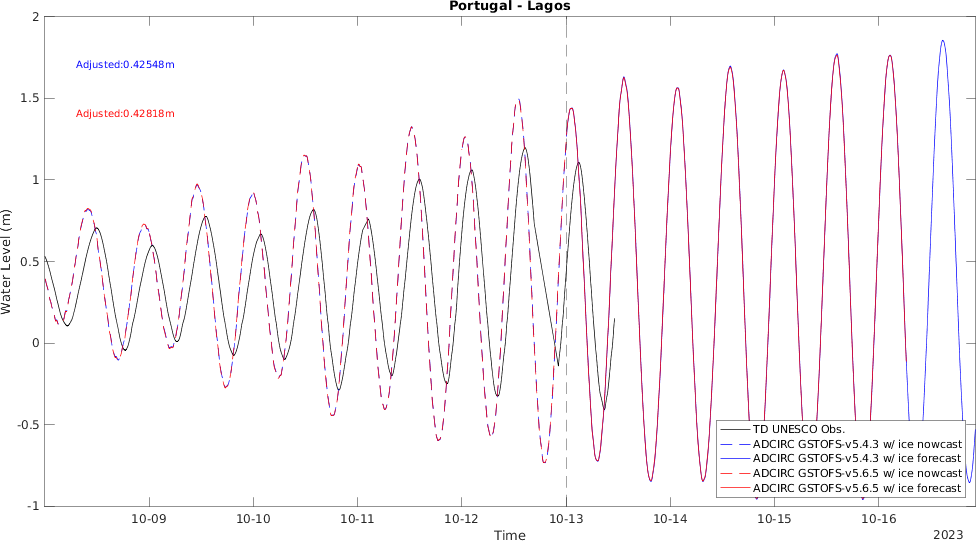 Portugal - Lagos
2
1.5
1
0.5
0
-0.5
-1
Water Level (m)
Adjusted:0.42548m
Adjusted:0.42818m
TD UNESCO Obs.
ADCIRC GSTOFS-v5.4.3 w/ ice nowcast
ADCIRC GSTOFS-v5.4.3 w/ ice forecast
ADCIRC GSTOFS-v5.6.5 w/ ice nowcast
ADCIRC GSTOFS-v5.6.5 w/ ice forecast
10-09 10-10 10-11 10-12 10-13 10-14 10-15 10-16
Time
2023